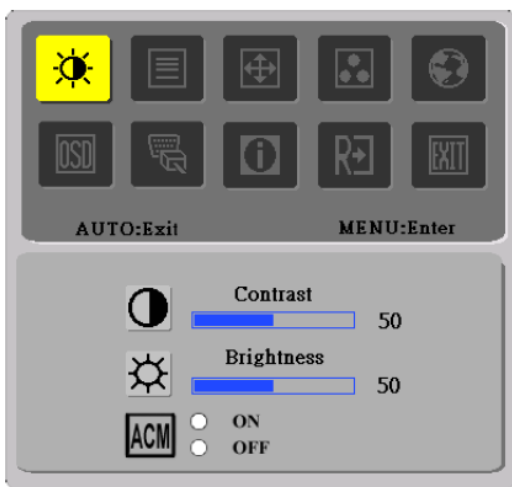 OSD
R
EXIT
AUTO:Exit
MENU:Enter
Contrast
50
Brightness
50
ACM
ON
OFF